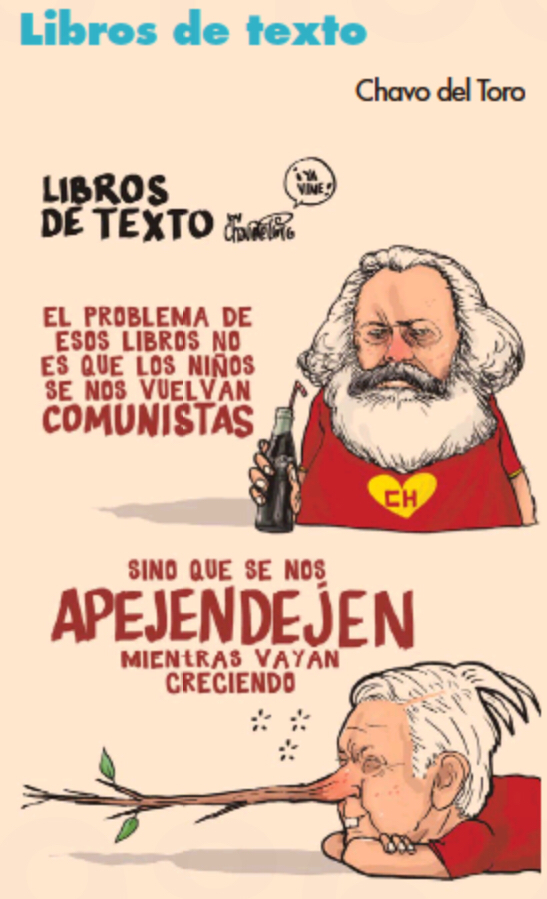 Libros de texto
Chavo del Toro
LIBROS
DE TEXTO
¡YA
VINE!
EL PROBLEMA DE
ESOS LIBROS NO
ES QUE LOS NIÑOS
SE NOS VUELVAN
COMUNISTAS
CH
SINO QUE SE NOS
APEJENDEJEN
MIENTRAS VAYAN
CRECIENDO